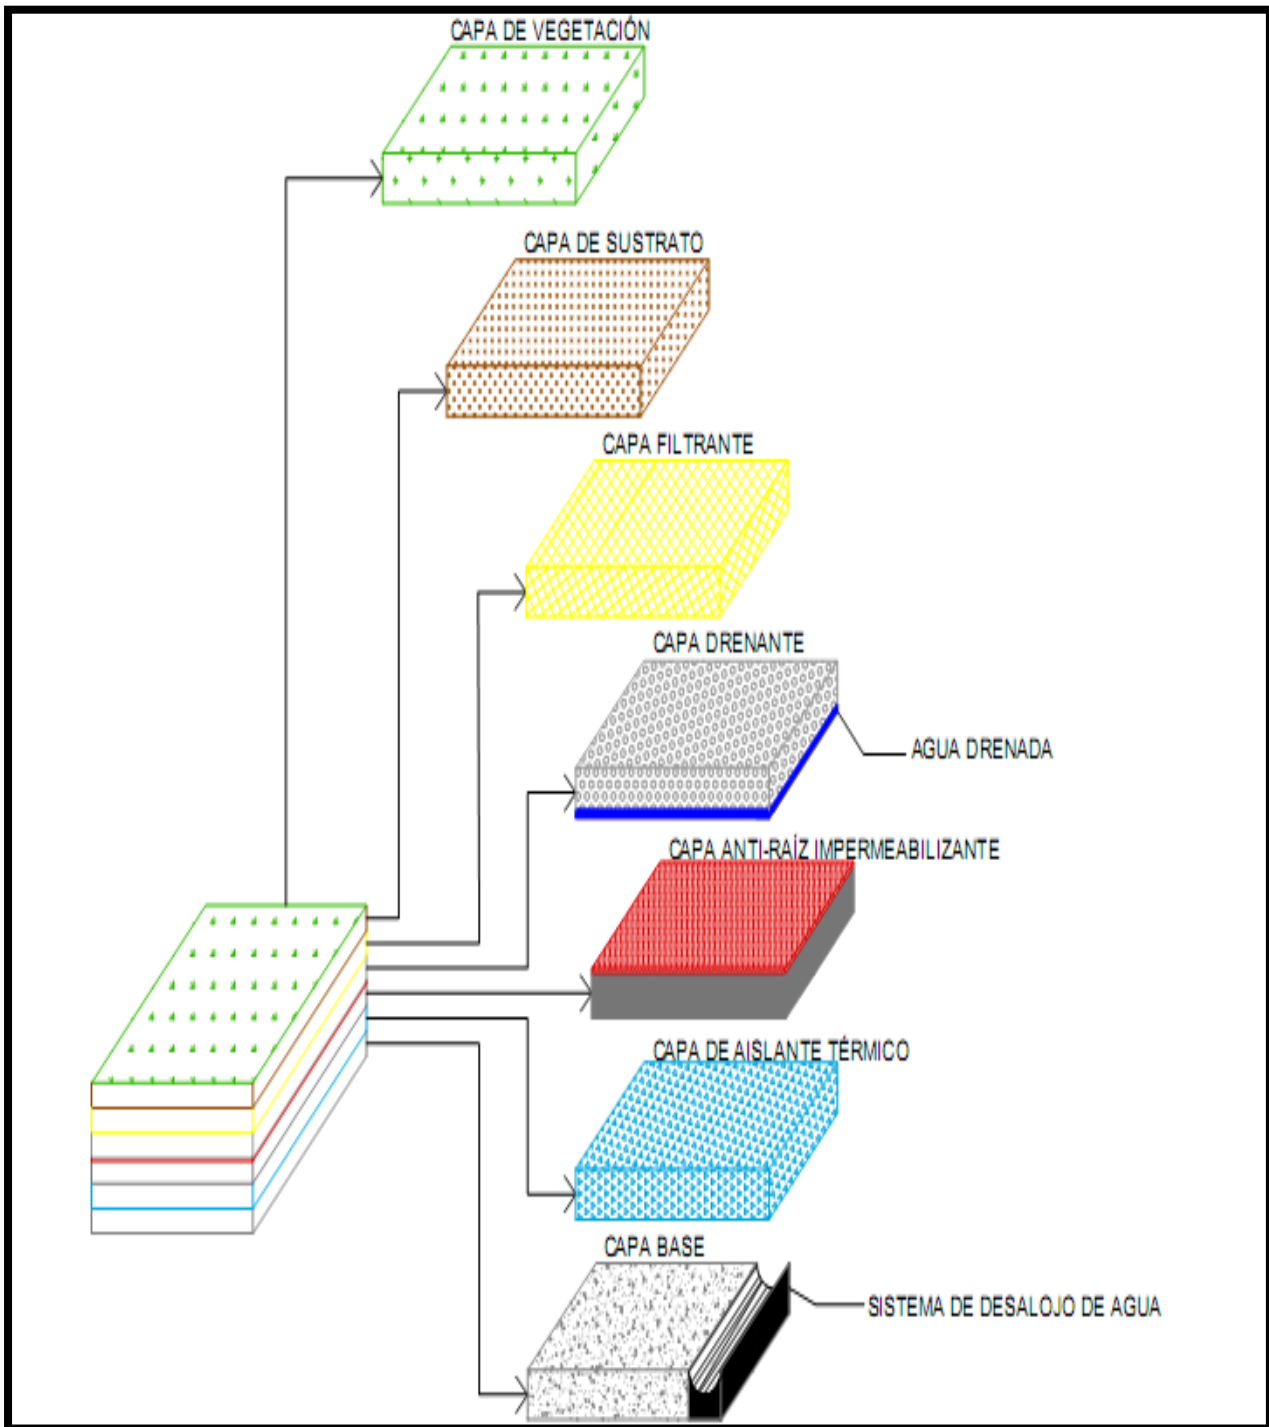 CAPA DE VEGETACIÓN
CAPA DE SUSTRATO
CAPA FILTRANTE
CAPA DRENANTE
AGUA DRENADA
CAPA ANTI-RAÍZ IMPERMEABILIZANTE
CAPA DE AISLANTE TÉRMICO
CAPA BASE
SISTEMA DE DESALOJO DE AGUA